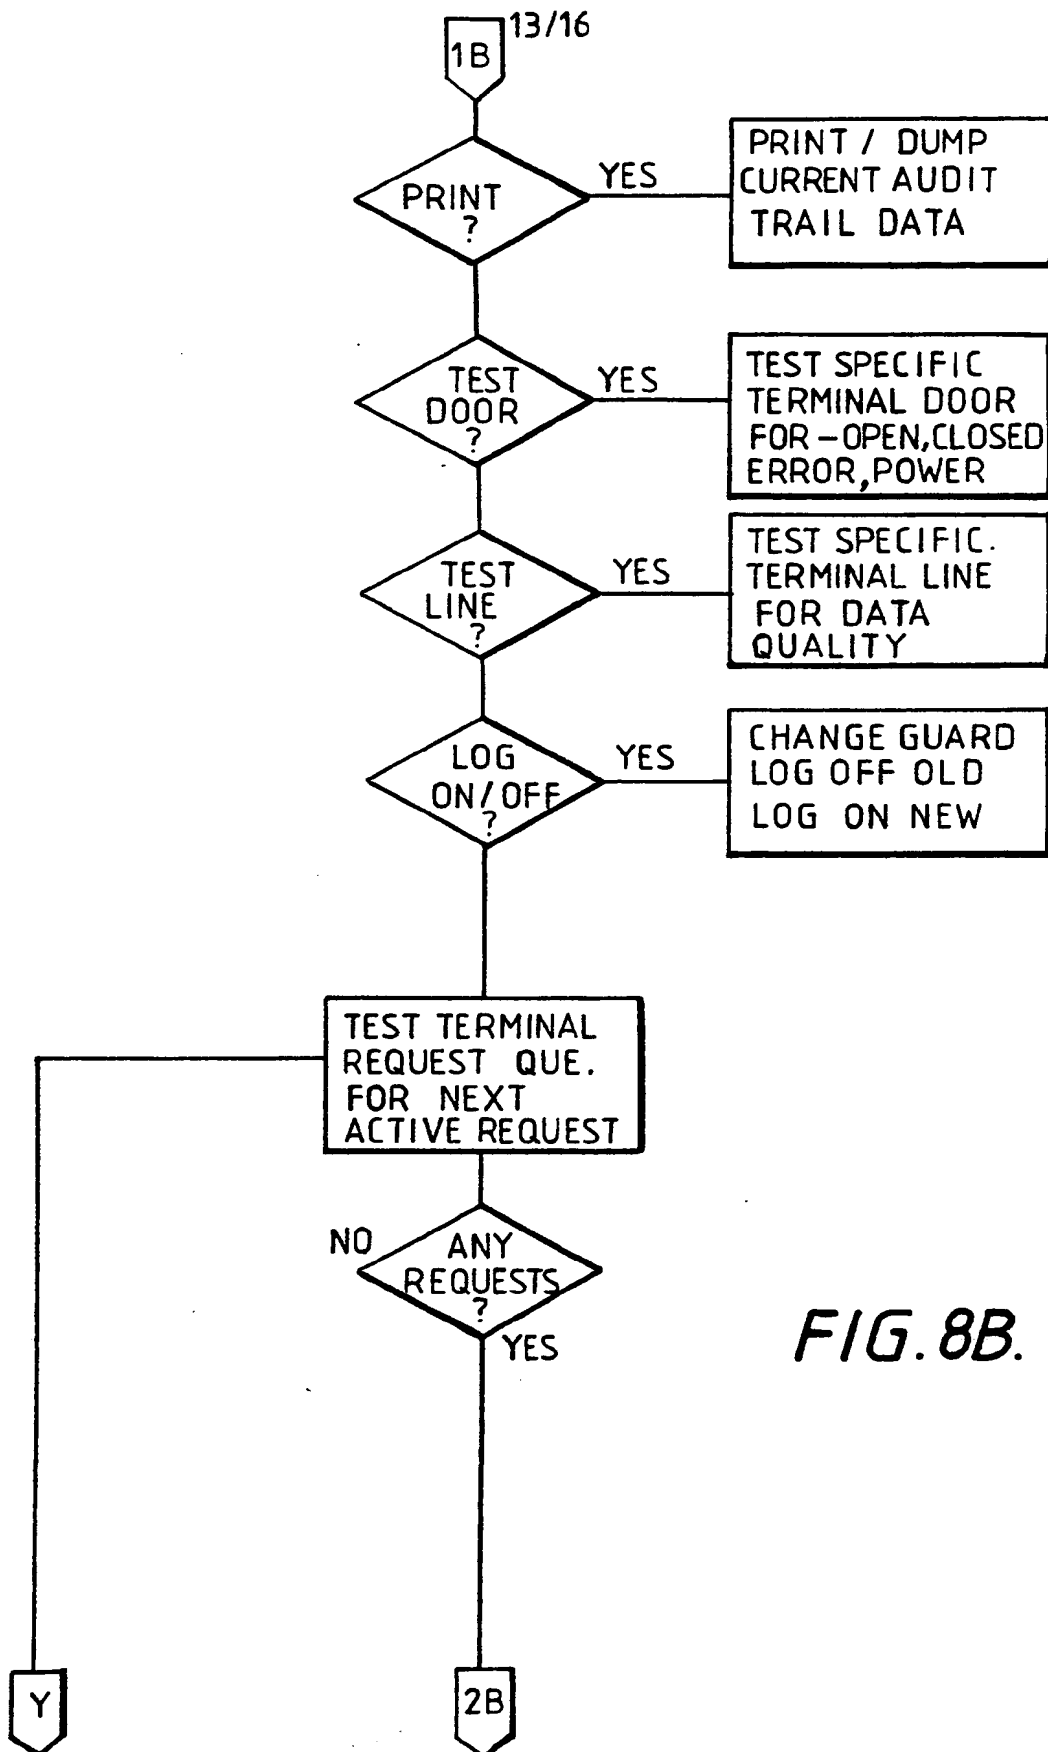 13/16
1B
PRINT
?
YES
PRINT / DUMP
CURRENT AUDIT
TRAIL DATA
TEST
DOOR
?
YES
TEST SPECIFIC
TERMINAL DOOR
FOR-OPEN,CLOSED
ERROR,POWER
TEST
LINE
?
YES
TEST SPECIFIC.
TERMINAL LINE
FOR DATA
QUALITY
LOG
ON/OFF
?
YES
CHANGE GUARD
LOG OFF OLD
LOG ON NEW
TEST TERMINAL
REQUEST QUE.
FOR NEXT
ACTIVE REQUEST
NO
ANY
REQUESTS
?
YES
FIG. 8B.
Y
2B